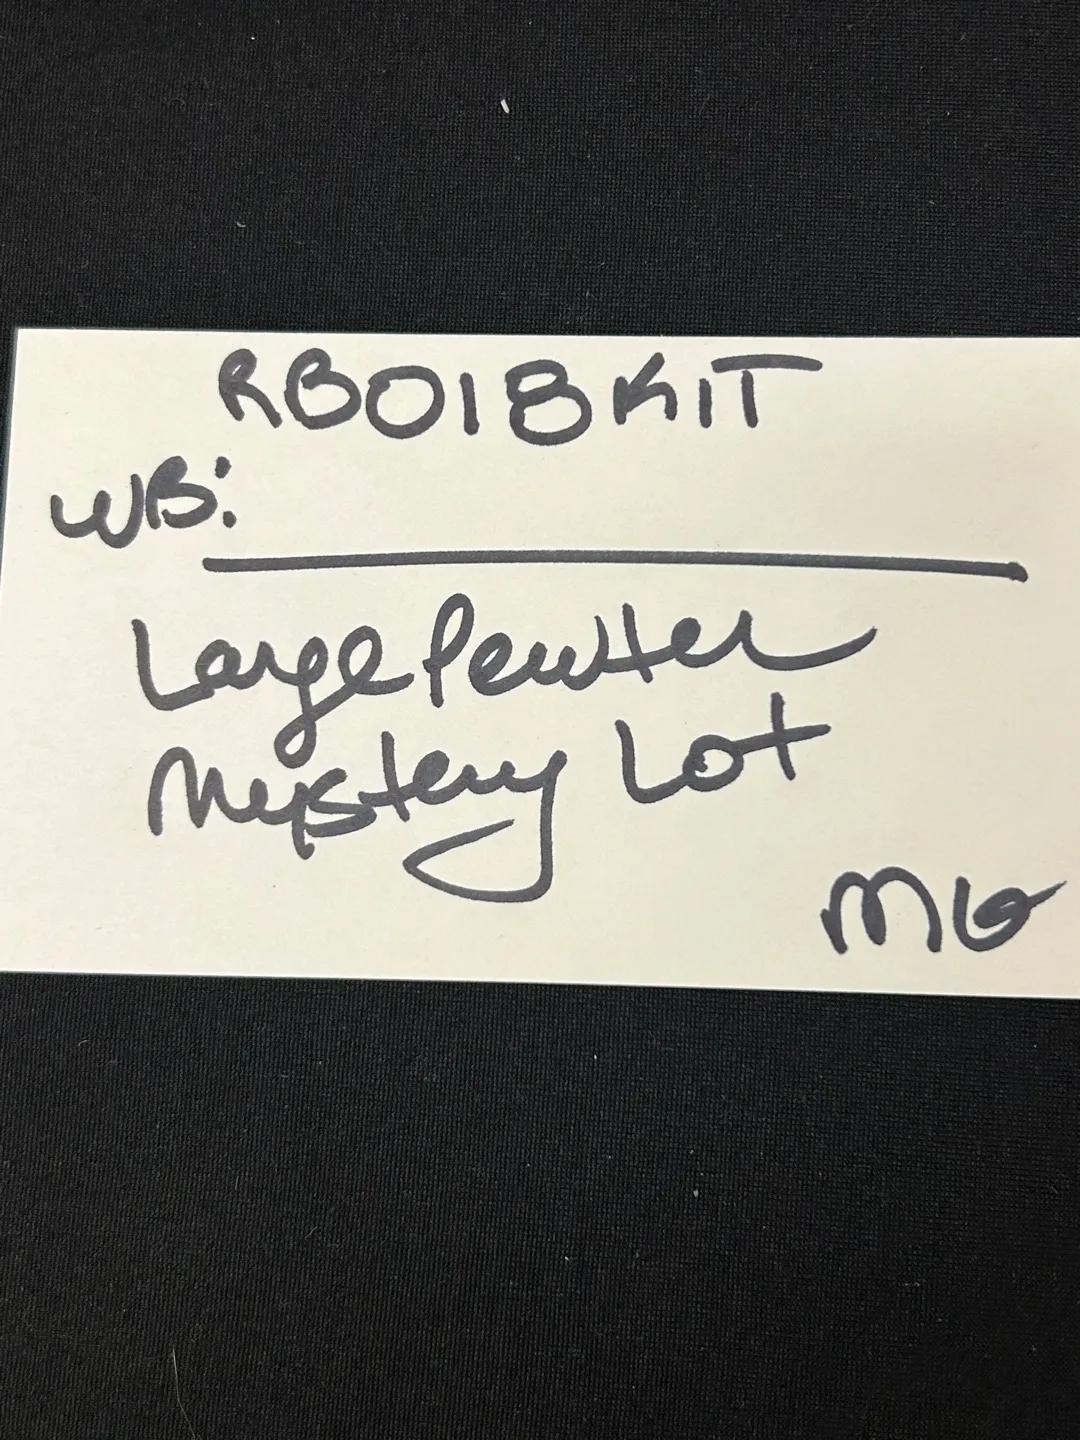 RB018KIT
WB:
Large Pewter
Mystery Lot
MG